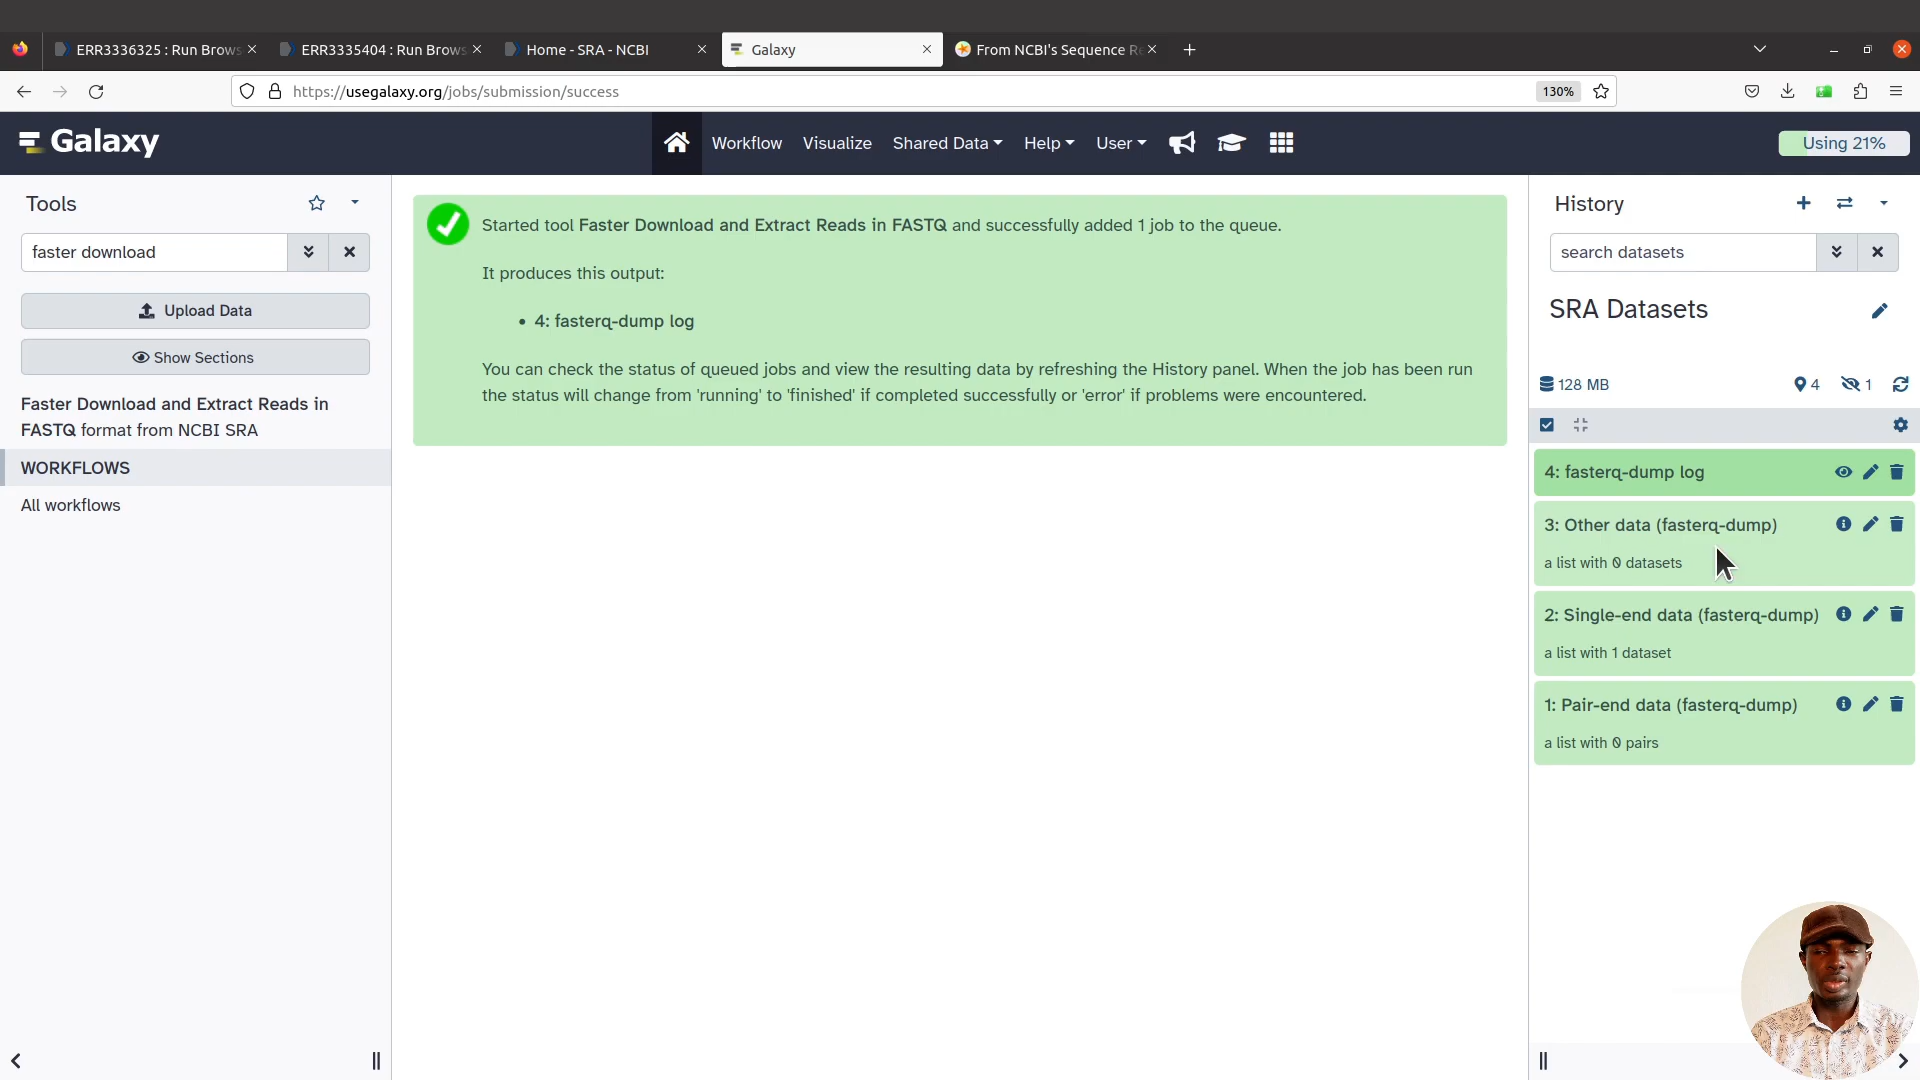 ERR3336325 : Run Brows
ERR3335404 : Run Brows
Home - SRA - NCBI
Galaxy
From NCBI's Sequence Re
https://usegalaxy.org/jobs/submission/success
130%
Galaxy
Workflow
Visualize
Shared Data
Help
User
Using 21%
Tools
faster download
Upload Data
Show Sections
Faster Download and Extract Reads in
FASTQ format from NCBI SRA
WORKFLOWS
All workflows
Started tool Faster Download and Extract Reads in FASTQ and successfully added 1 job to the queue.
It produces this output:
• 4: fasterq-dump log
You can check the status of queued jobs and view the resulting data by refreshing the History panel. When the job has been run
the status will change from 'running' to 'finished' if completed successfully or 'error' if problems were encountered.
History
search datasets
SRA Datasets
128 MB
4
1
4: fasterq-dump log
3: Other data (fasterq-dump)
a list with 0 datasets
2: Single-end data (fasterq-dump)
a list with 1 dataset
1: Pair-end data (fasterq-dump)
a list with 0 pairs